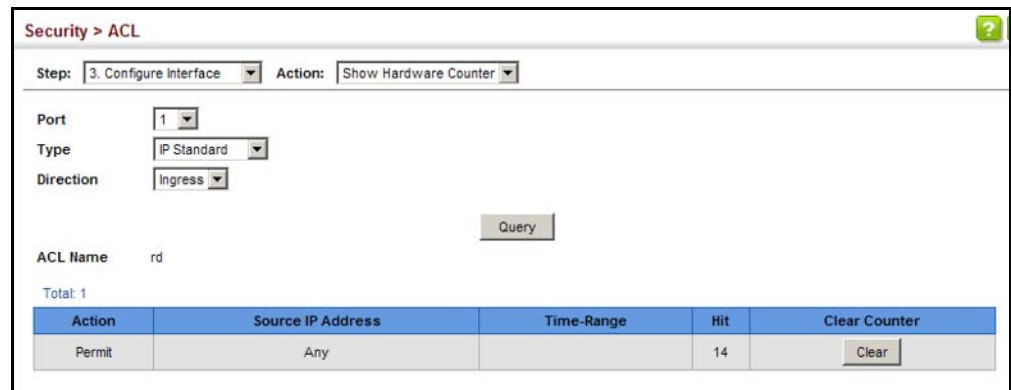 Security > ACL
?
Step: 3. Configure Interface Action: Show Hardware Counter
Port 1
Type IP Standard
Direction Ingress
Query
ACL Name rd
Total: 1
Action Source IP Address Time-Range Hit Clear Counter
Permit Any 14 Clear